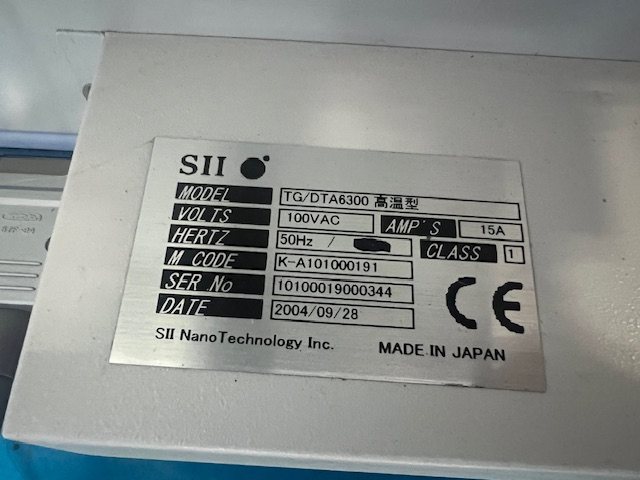 SII
MODEL TG/DTA6300 高温型
VOLTS 100VAC AMP'S 15A
HERTZ 50Hz / CLASS 1
M CODE K-A101000191
SER No 10100019000344
DATE 2004/09/28
CE
SII NanoTechnology Inc. MADE IN JAPAN